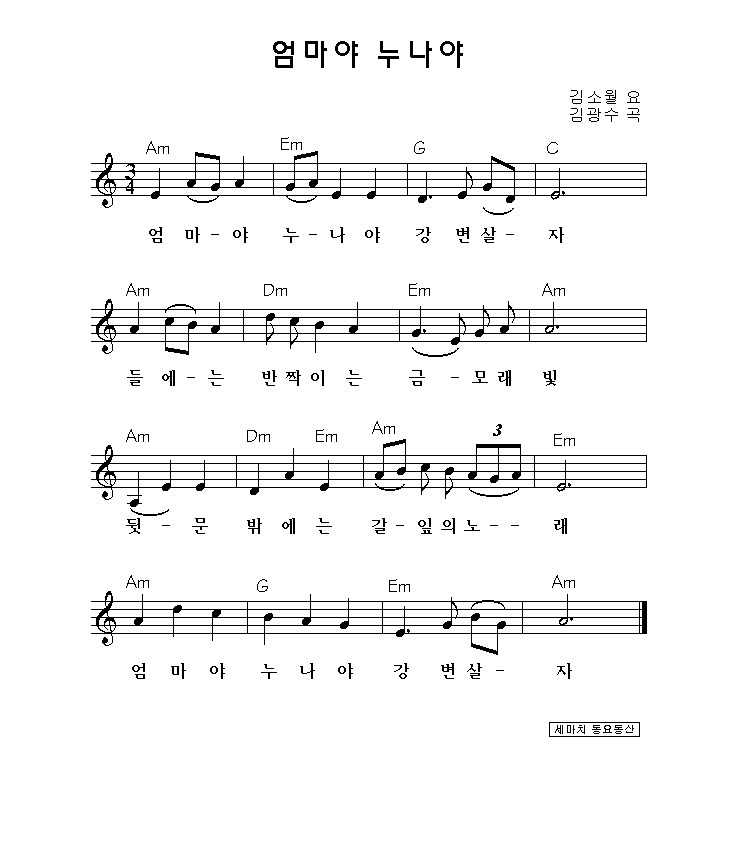 엄마야 누나야
김소월 요
김광수 곡
Am Em G C
3
4
엄 마-야 누-나 야 강 변살- 자
Am Dm Em Am
들 에-는 반짝이 는 금 -모래 빛
Am Dm Em Am 3 Em
뒷 -문 밖 에 는 갈-잎의노-- 래
Am G Em Am
엄 마 야 누 나 야 강 변살- 자
세마치 동요동산